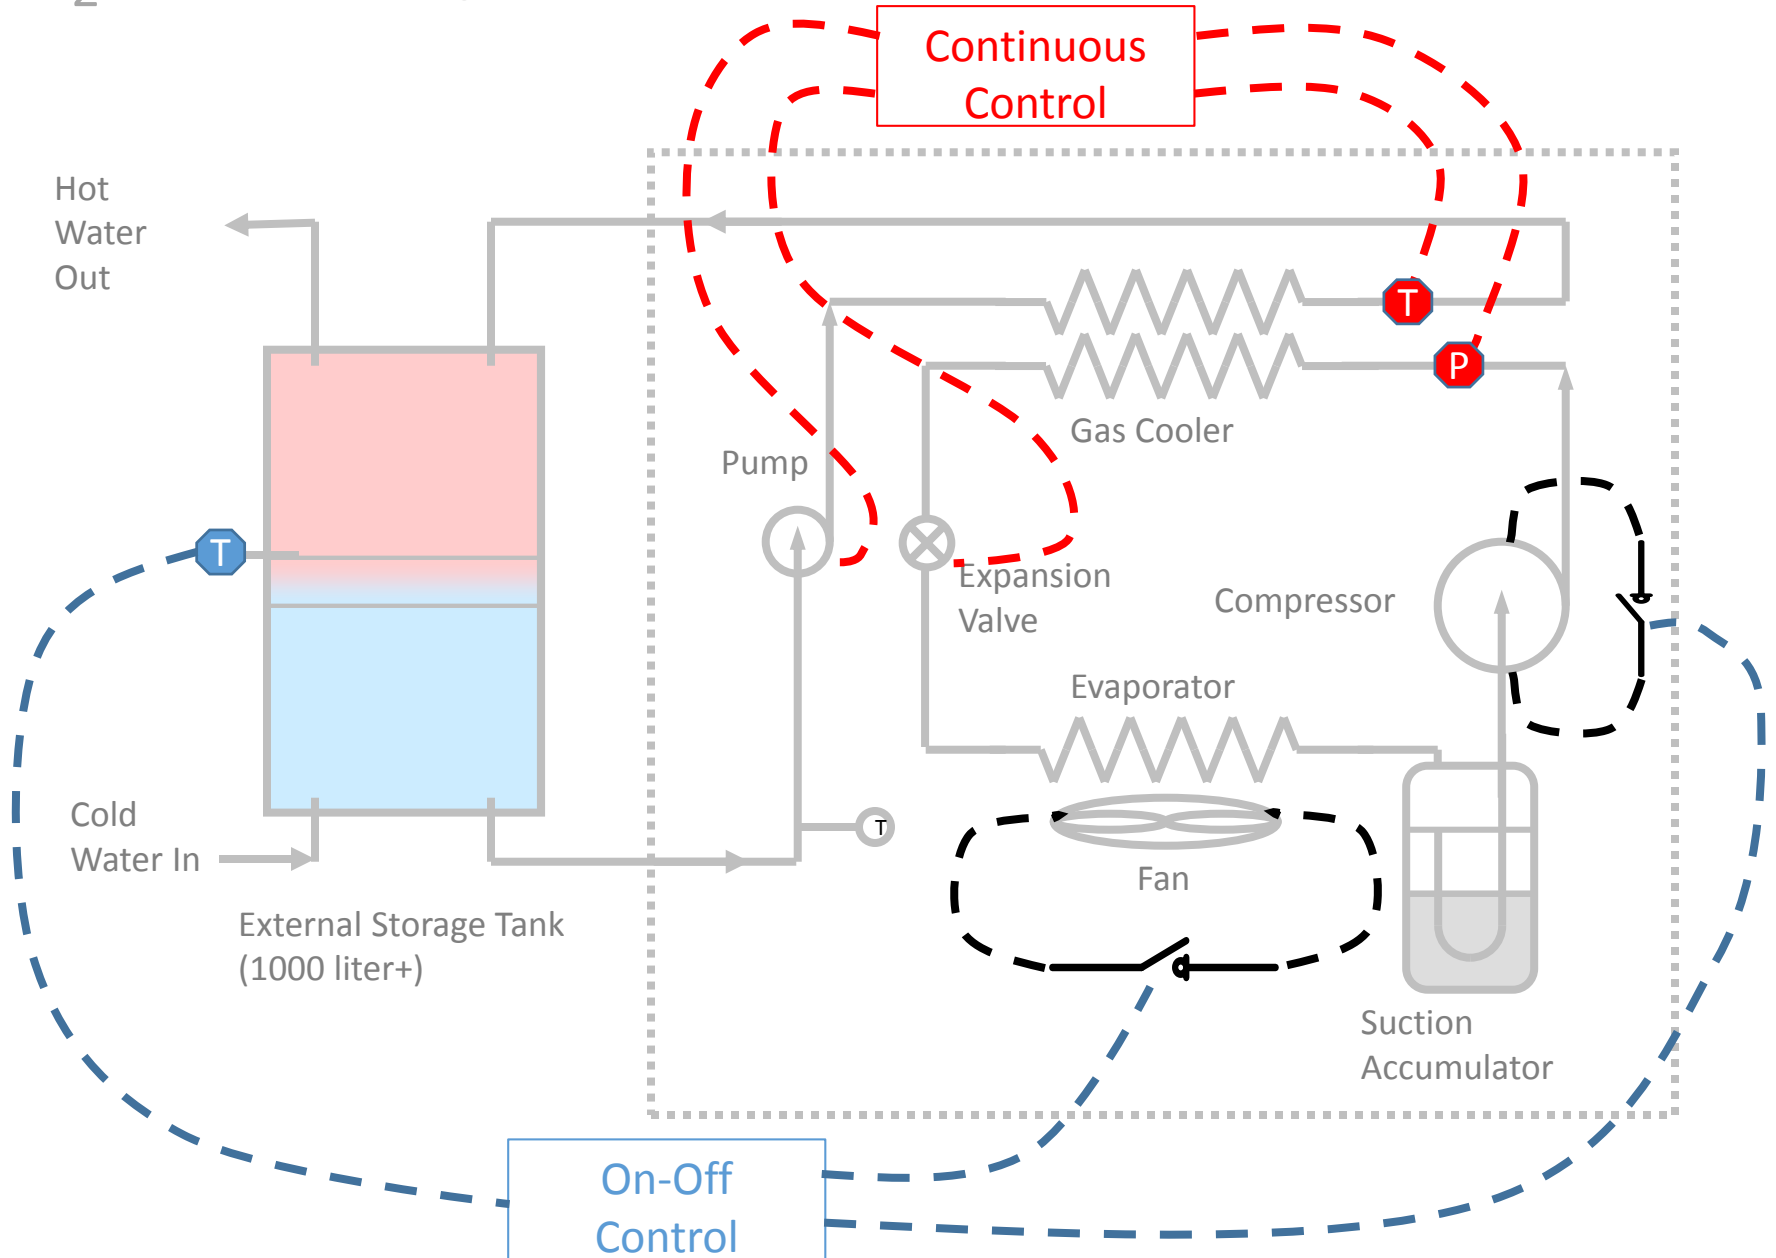 2
Continuous
Control
Hot
Water
Out
T
P
Gas Cooler
Pump
T
Expansion
Valve
Compressor
Evaporator
Cold
Water In
T
Fan
External Storage Tank
(1000 liter+)
Suction
Accumulator
On-Off
Control